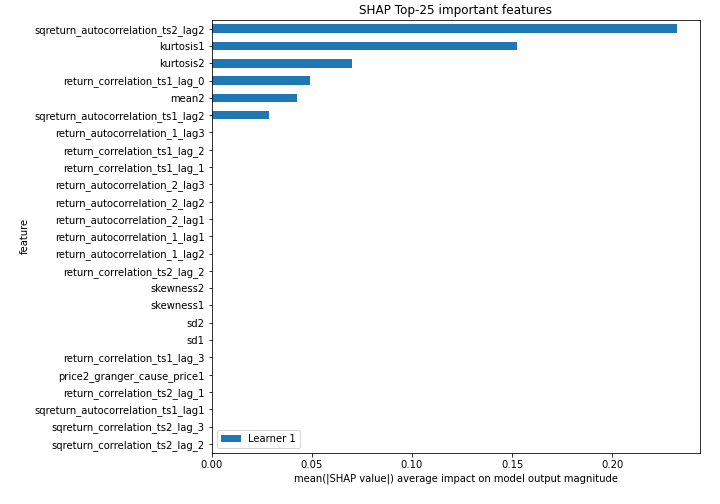 SHAP Top-25 important features
sqreturn_autocorrelation_ts2_lag2
kurtosis1
kurtosis2
return_correlation_ts1_lag_0
mean2
sqreturn_autocorrelation_ts1_lag2
return_autocorrelation_1_lag3
return_correlation_ts1_lag_2
return_correlation_ts1_lag_1
return_autocorrelation_2_lag3
return_autocorrelation_2_lag2
return_autocorrelation_2_lag1
return_autocorrelation_1_lag1
return_autocorrelation_1_lag2
return_correlation_ts2_lag_2
skewness2
skewness1
sd2
sd1
return_correlation_ts1_lag_3
price2_granger_cause_price1
return_correlation_ts2_lag_1
sqreturn_autocorrelation_ts1_lag1
sqreturn_correlation_ts2_lag_3
sqreturn_correlation_ts2_lag_2
feature
Learner 1
0.00 0.05 0.10 0.15 0.20
mean(|SHAP value|) average impact on model output magnitude